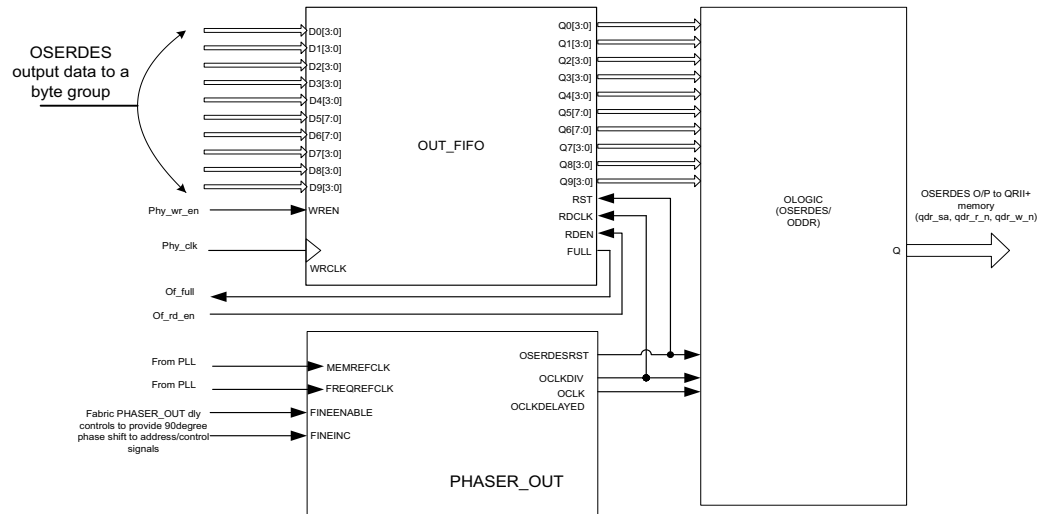 OSERDES
output data to a
byte group
D0[3:0]
D1[3:0]
D2[3:0]
D3[3:0]
D4[3:0]
D5[7:0]
D6[7:0]
D7[3:0]
D8[3:0]
D9[3:0]
Phy_wr_en
WREN
Phy_clk
WRCLK
Of_full
Of_rd_en
OUT_FIFO
Q0[3:0]
Q1[3:0]
Q2[3:0]
Q3[3:0]
Q4[3:0]
Q5[7:0]
Q6[7:0]
Q7[3:0]
Q8[3:0]
Q9[3:0]
RST
RDCLK
RDEN
FULL
OLOGIC
(OSERDES/
ODDR)
Q
OSERDES O/P to QRII+
memory
(qdr_sa, qdr_r_n, qdr_w_n)
From PLL
From PLL
Fabric PHASER_OUT dly
controls to provide 90degree
phase shift to address/control
signals
MEMREFCLK
FREQREFCLK
FINEENABLE
FINEINC
OSERDESRST
OCLKDIV
OCLK
OCLKDELAYED
PHASER_OUT